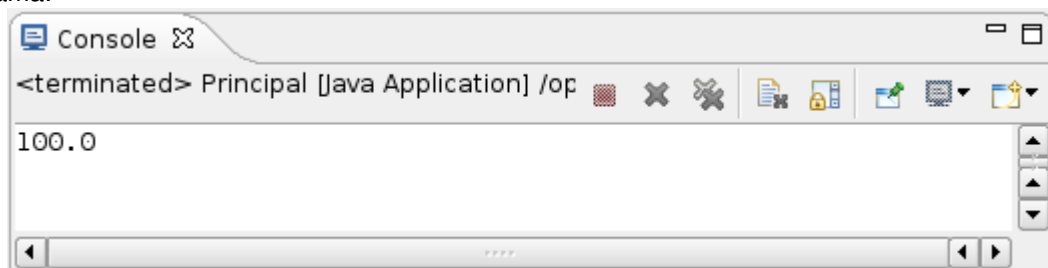 Console
<terminated> Principal [Java Application] /op
100.0